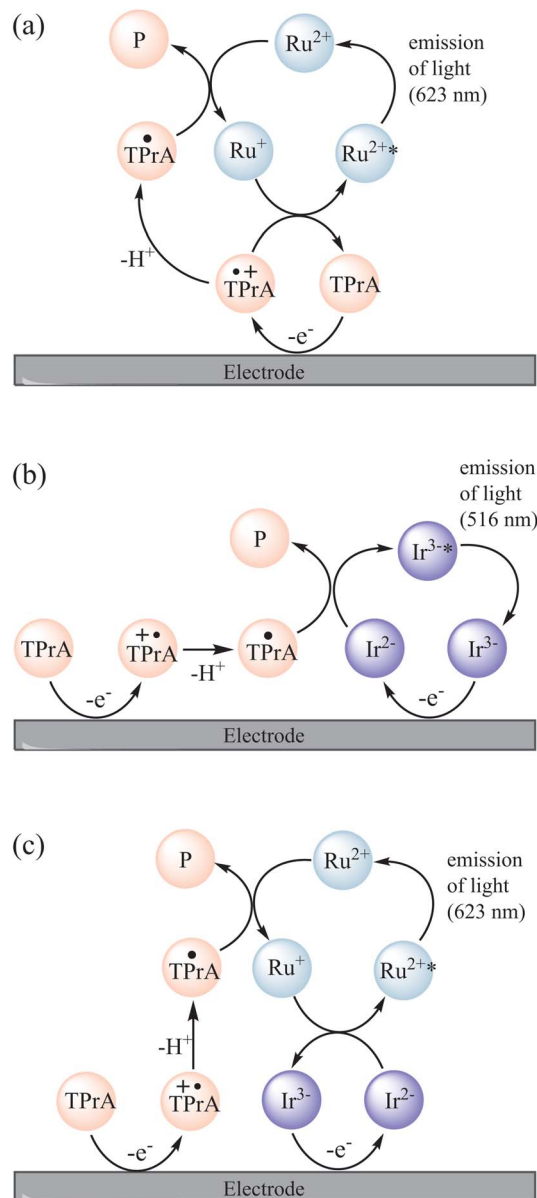 (a)
P
Ru²⁺
emission
of light
(623 nm)
•
TPrA
Ru⁺
Ru²⁺*
-H⁺
•+
TPrA
TPrA
-e⁻
Electrode
(b)
emission
of light
(516 nm)
P
Ir³⁻*
TPrA
+•
TPrA
-H⁺
•
TPrA
Ir²⁻
Ir³⁻
-e⁻
-e⁻
Electrode
(c)
P
Ru²⁺
emission
of light
(623 nm)
•
TPrA
Ru⁺
Ru²⁺*
-H⁺
TPrA
+•
TPrA
Ir³⁻
Ir²⁻
-e⁻
-e⁻
Electrode